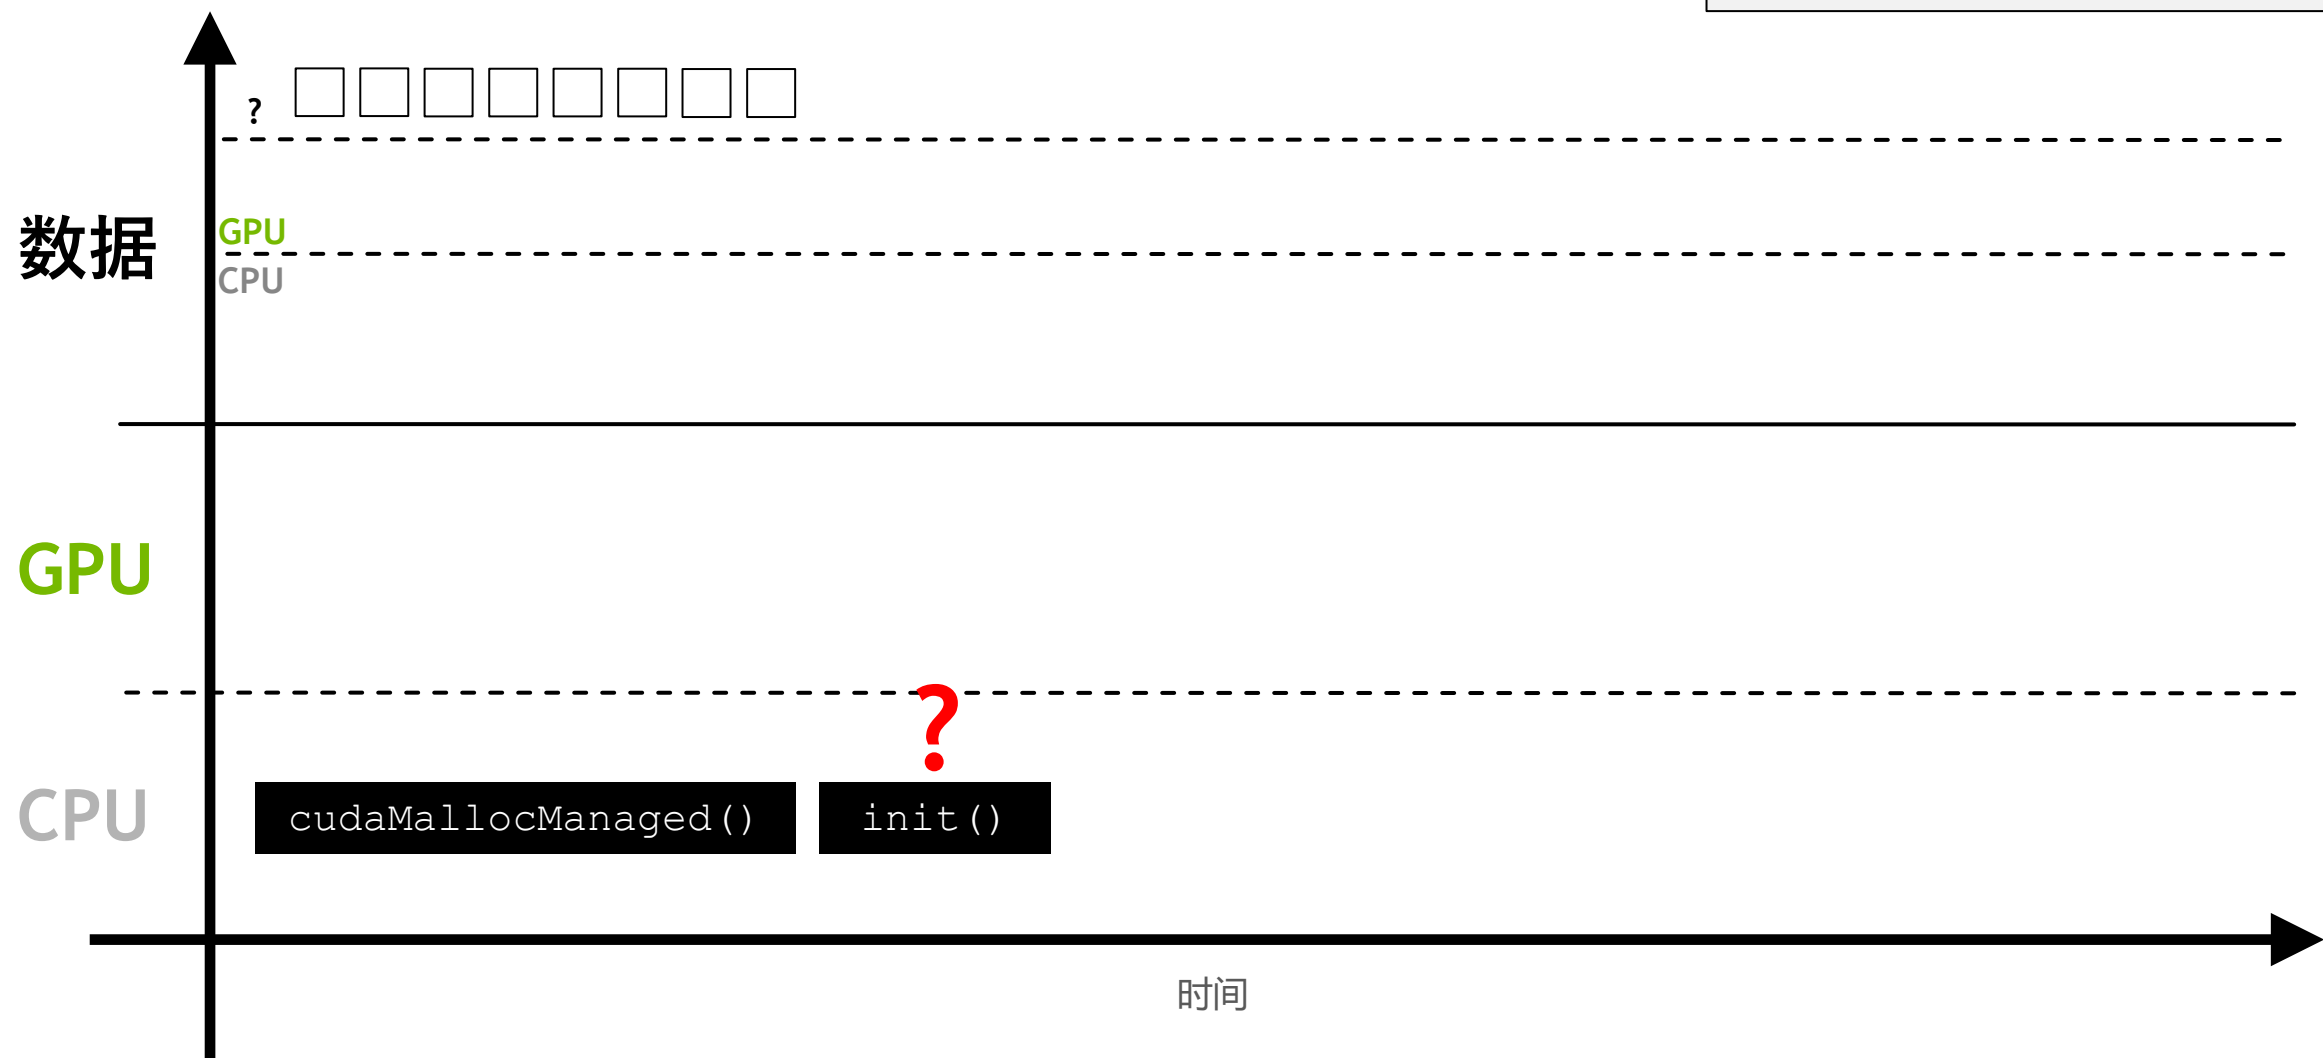 ?
数据
GPU
CPU
GPU
?
CPU
cudaMallocManaged()
init()
时间